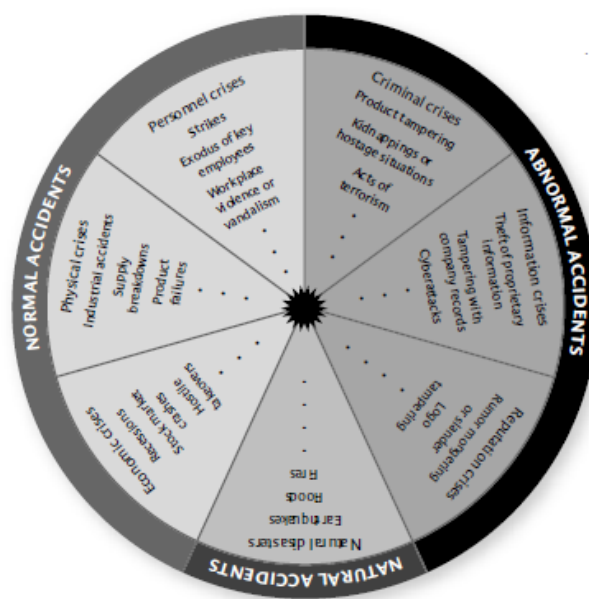 NORMAL ACCIDENTS
Personnel crises
Strikes
Exodus of key
employees
Workplace
violence or
vandalism
Physical crises
Industrial accidents
Supply
breakdowns
Product
failures
Economic crises
Recessions
Stock market
crashes
Hostile
takeovers
ABNORMAL ACCIDENTS
Criminal crises
Product tampering
Kidnappings or
hostage situations
Acts of
terrorism
Information crises
Theft of proprietary
information
Tampering with
company records
Cyberattacks
Reputation crises
Rumor mongering
or slander
Logo
tampering
NATURAL ACCIDENTS
Natural disasters
Earthquakes
Floods
Fires